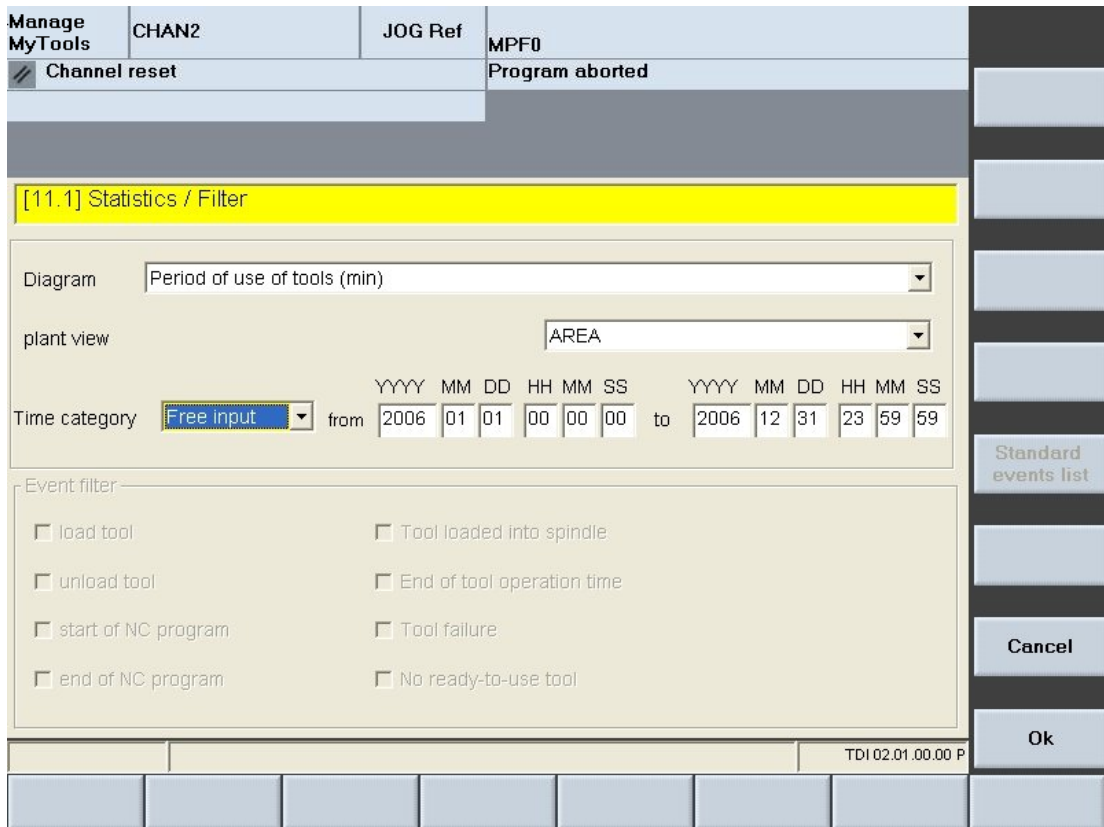 Manage
MyTools
CHAN2
JOG Ref
MPF0
Channel reset
Program aborted
[11.1] Statistics / Filter
Diagram
Period of use of tools (min)
plant view
AREA
YYYY MM DD HH MM SS YYYY MM DD HH MM SS
Time category Free input from 2006 01 01 00 00 00 to 2006 12 31 23 59 59
Event filter
load tool
Tool loaded into spindle
unload tool
End of tool operation time
start of NC program
Tool failure
end of NC program
No ready-to-use tool
Standard
events list
Cancel
Ok
TDI 02.01.00.00 P